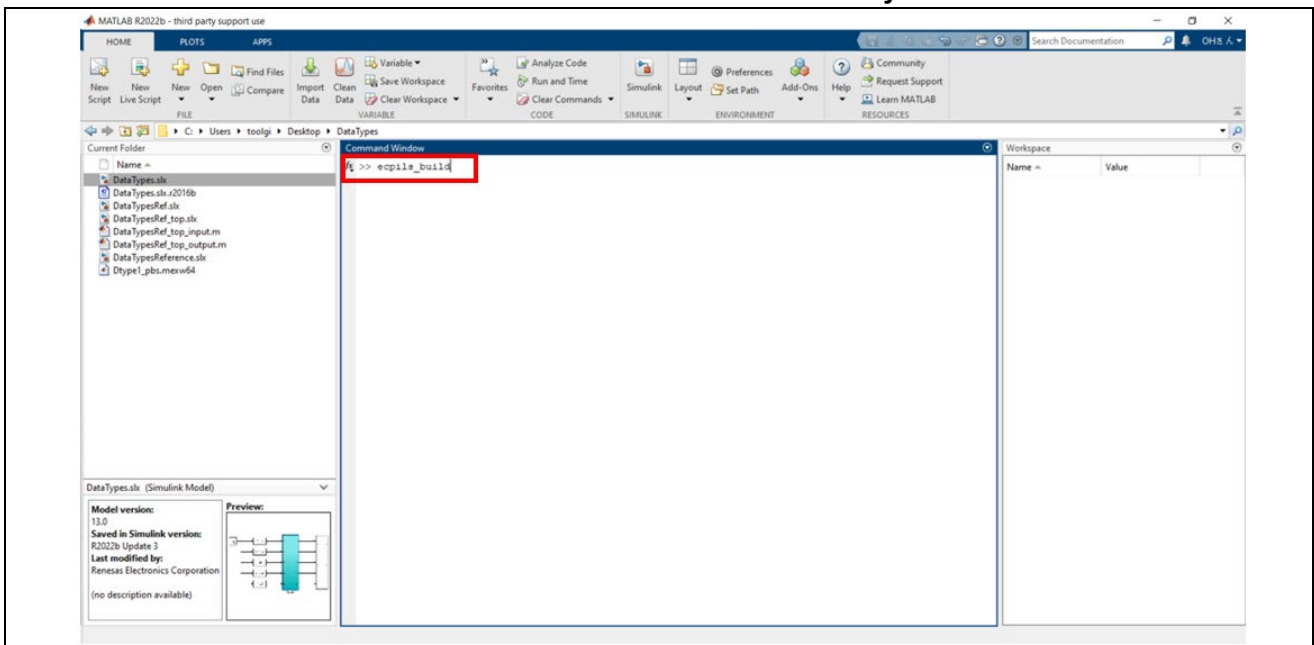 MATLAB R2022b - third party support use
HOME PLOTS APPS
Search Documentation
New Script
New Live Script
New
Open
Find Files
Compare
Import Data
Clean Data
Variable
Save Workspace
Clear Workspace
Favorites
Analyze Code
Run and Time
Clear Commands
Simulink
Layout
Preferences
Set Path
Add-Ons
Help
Community
Request Support
Learn MATLAB
FILE VARIABLE CODE SIMULINK ENVIRONMENT RESOURCES
C: Users toolgi Desktop DataTypes
Current Folder
Name
DataTypes.slx
DataTypes.slx.r2016b
DataTypesRef.slx
DataTypesRef_top.slx
DataTypesRef_top_input.m
DataTypesRef_top_output.m
DataTypesReference.slx
Dtype1_pbs.mexw64
DataTypes.slx (Simulink Model)
Model version:
13.0
Saved in Simulink version:
R2022b Update 3
Last modified by:
Renesas Electronics Corporation
(no description available)
Preview:
Command Window
fx >> ecpils_build
Workspace
Name Value